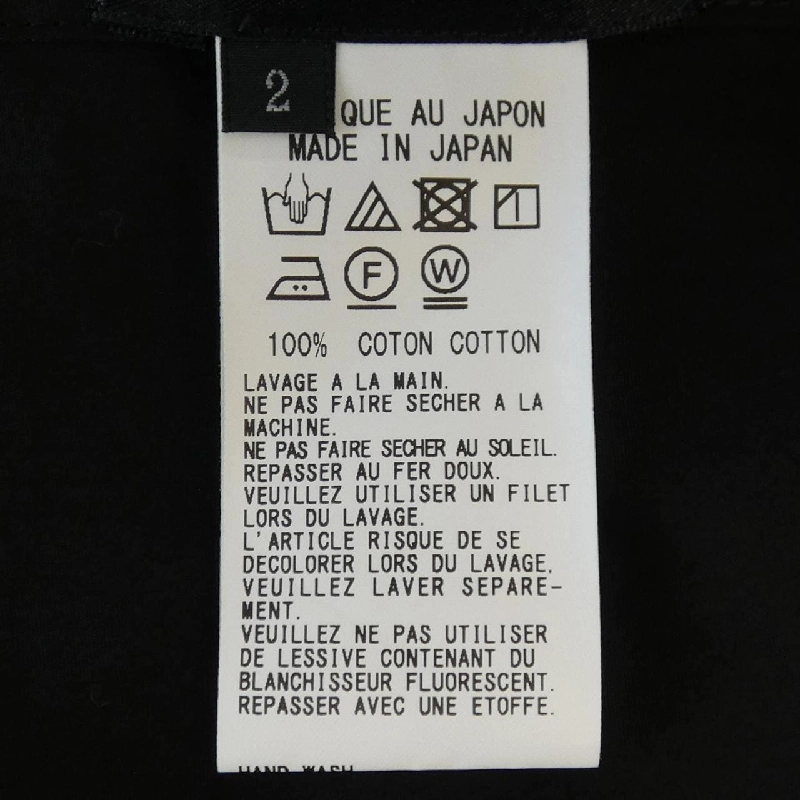 2
QUE AU JAPON
MADE IN JAPAN
F
W
100% COTON COTTON
LAVAGE A LA MAIN.
NE PAS FAIRE SECHER A LA
MACHINE.
NE PAS FAIRE SECHER AU SOLEIL.
REPASSER AU FER DOUX.
VEUILLEZ UTILISER UN FILET
LORS DU LAVAGE.
L'ARTICLE RISQUE DE SE
DECOLORER LORS DU LAVAGE,
VEUILLEZ LAVER SEPARE-
MENT.
VEUILLEZ NE PAS UTILISER
DE LESSIVE CONTENANT DU
BLANCHISSEUR FLUORESCENT.
REPASSER AVEC UNE ETOFFE.
HAND WASH